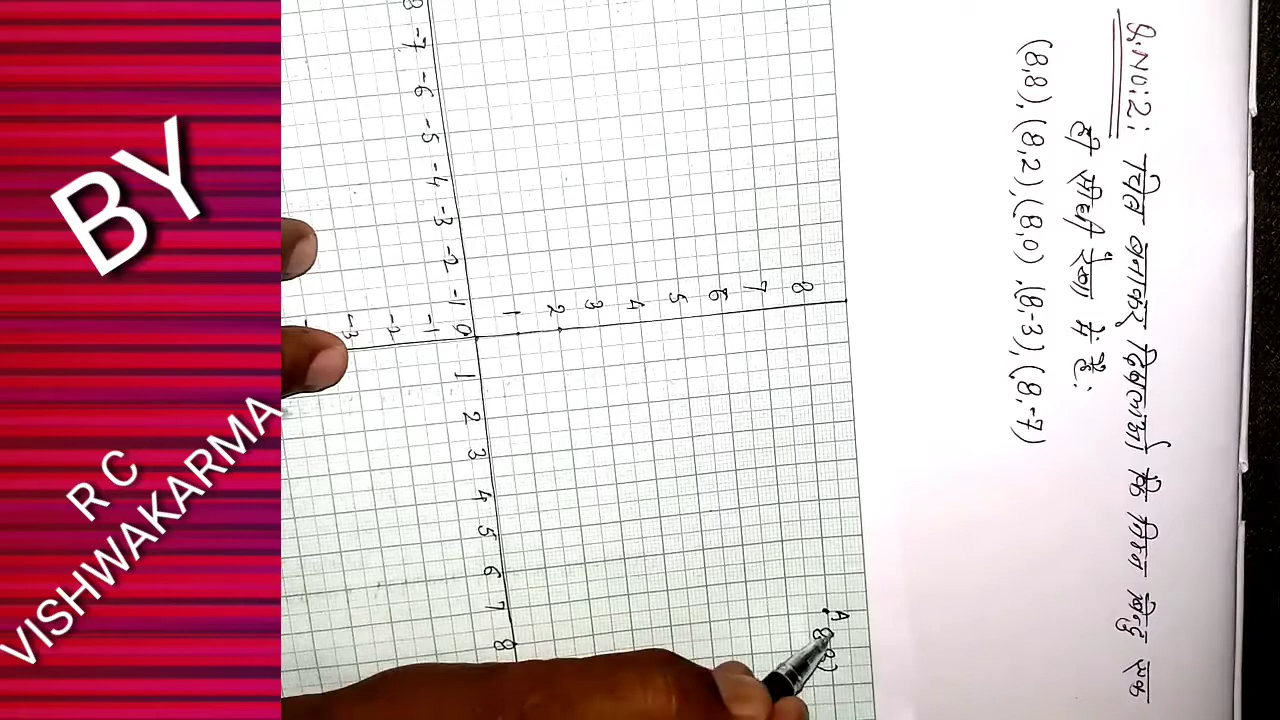 Q.NO:2: ग्राफ बनाकर दिखलाओ कि निम्न बिन्दु एक
ही सीधी रेखा में हैं:
(8,8), (8,2), (8,0), (8,-3), (8,-7)
A
8,8)
8
7
6
5
4
3
2
1
-7 -6 -5 -4 -3 -2 -1 0 1 2 3 4 5 6 7 8
-1
-2
-3
BY
R C
VISHWAKARMA